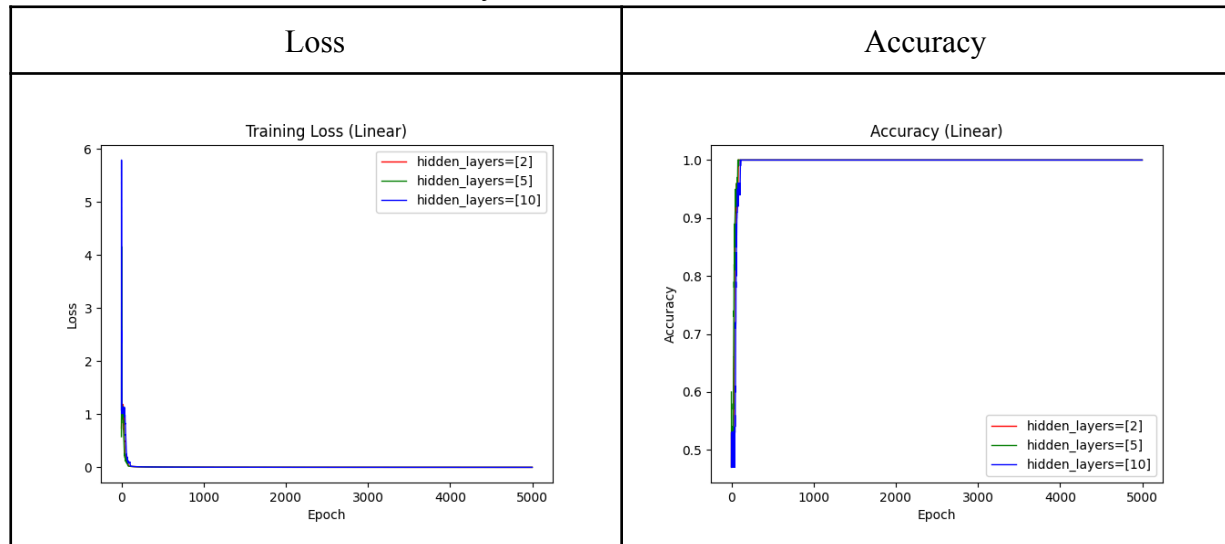 Loss
Accuracy
Training Loss (Linear)
6
5
4
3
2
1
0
Loss
hidden_layers=[2]
hidden_layers=[5]
hidden_layers=[10]
0 1000 2000 3000 4000 5000
Epoch
Accuracy (Linear)
1.0
0.9
0.8
0.7
0.6
0.5
Accuracy
hidden_layers=[2]
hidden_layers=[5]
hidden_layers=[10]
0 1000 2000 3000 4000 5000
Epoch